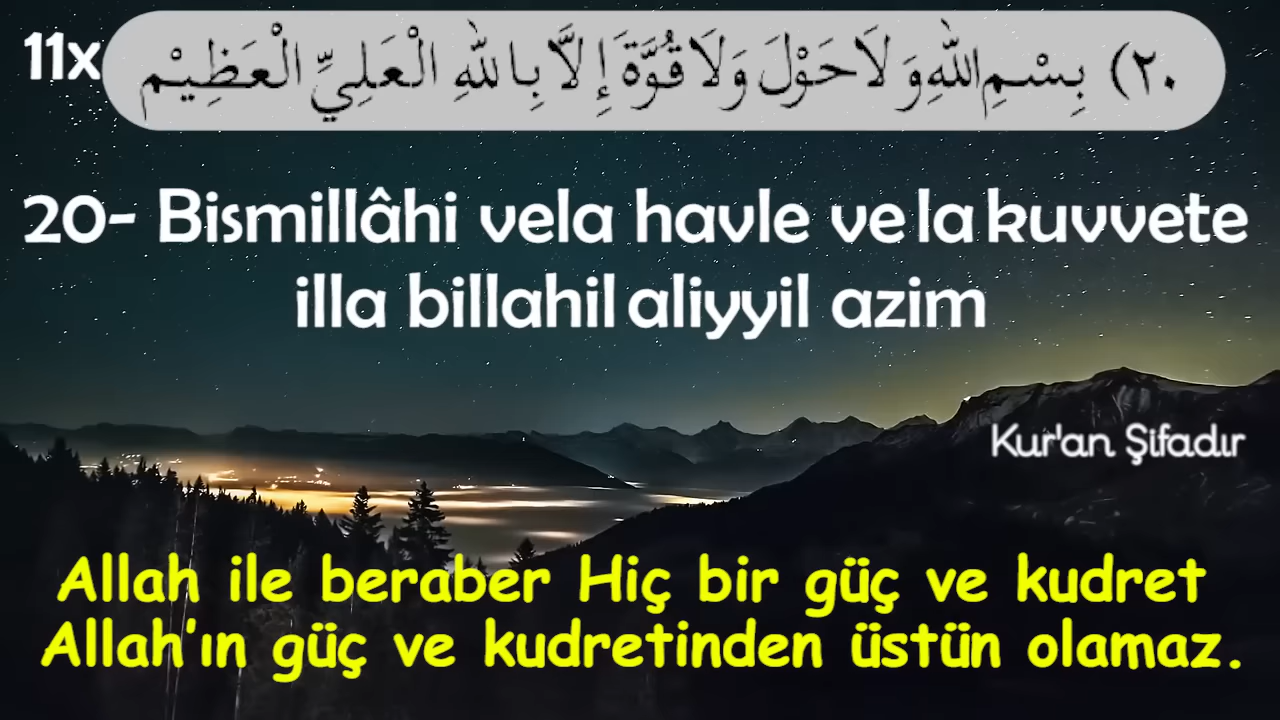 11x
٢٠) بِسْمِ اللّٰهِ وَ لَا حَوْلَ وَلَا قُوَّةَ إِلَّا بِاللّٰهِ الْعَلِيِّ الْعَظِيْم
20- Bismillâhi vela havle ve la kuvvete
illa billahil aliyyil azim
Kur'an Şifadır
Allah ile beraber Hiç bir güç ve kudret
Allah'ın güç ve kudretinden üstün olamaz.